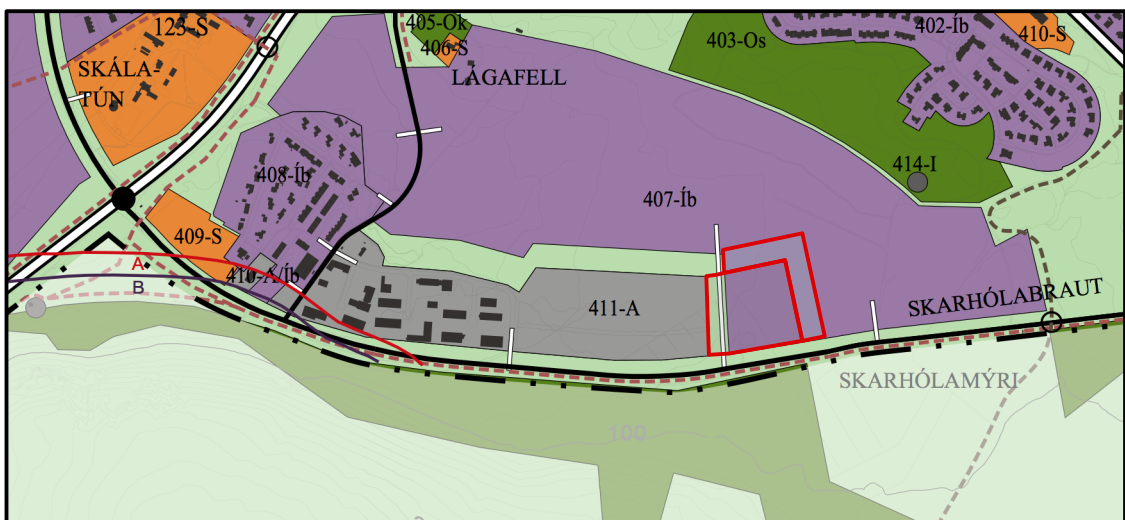 123-S
405-Ok
402-Íb
410-S
406-S
403-Os
SKÁLA-
TÚN
LÁGAFELL
414-I
408-Íb
407-Íb
409-S
A
410-A/Íb
B
SKARHÓLABRAUT
411-A
SKARHÓLAMÝRI
100